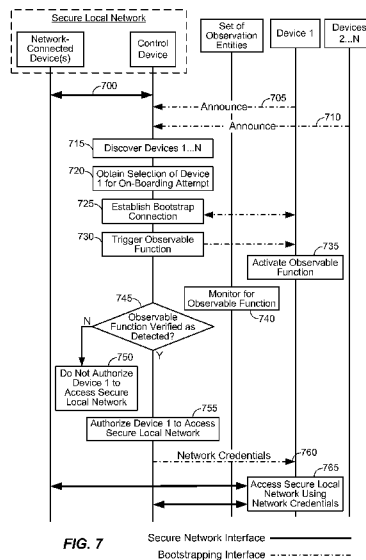 Secure Local Network
Network-
Connected
Device(s)
Control
Device
Set of
Observation
Entities
Device 1
Devices
2...N
700
Announce
705
Announce
710
715
Discover Devices 1...N
720
Obtain Selection of Device
1 for On-Boarding Attempt
725
Establish Bootstrap
Connection
730
Trigger Observable
Function
735
Activate Observable
Function
Monitor for
Observable Function
740
745
Observable
Function Verified as
Detected?
N
Y
750
Do Not Authorize
Device 1 to
Access Secure
Local Network
755
Authorize Device 1 to Access
Secure Local Network
Network Credentials
760
765
Access Secure Local
Network Using
Network Credentials
FIG. 7
Secure Network Interface
Bootstrapping Interface